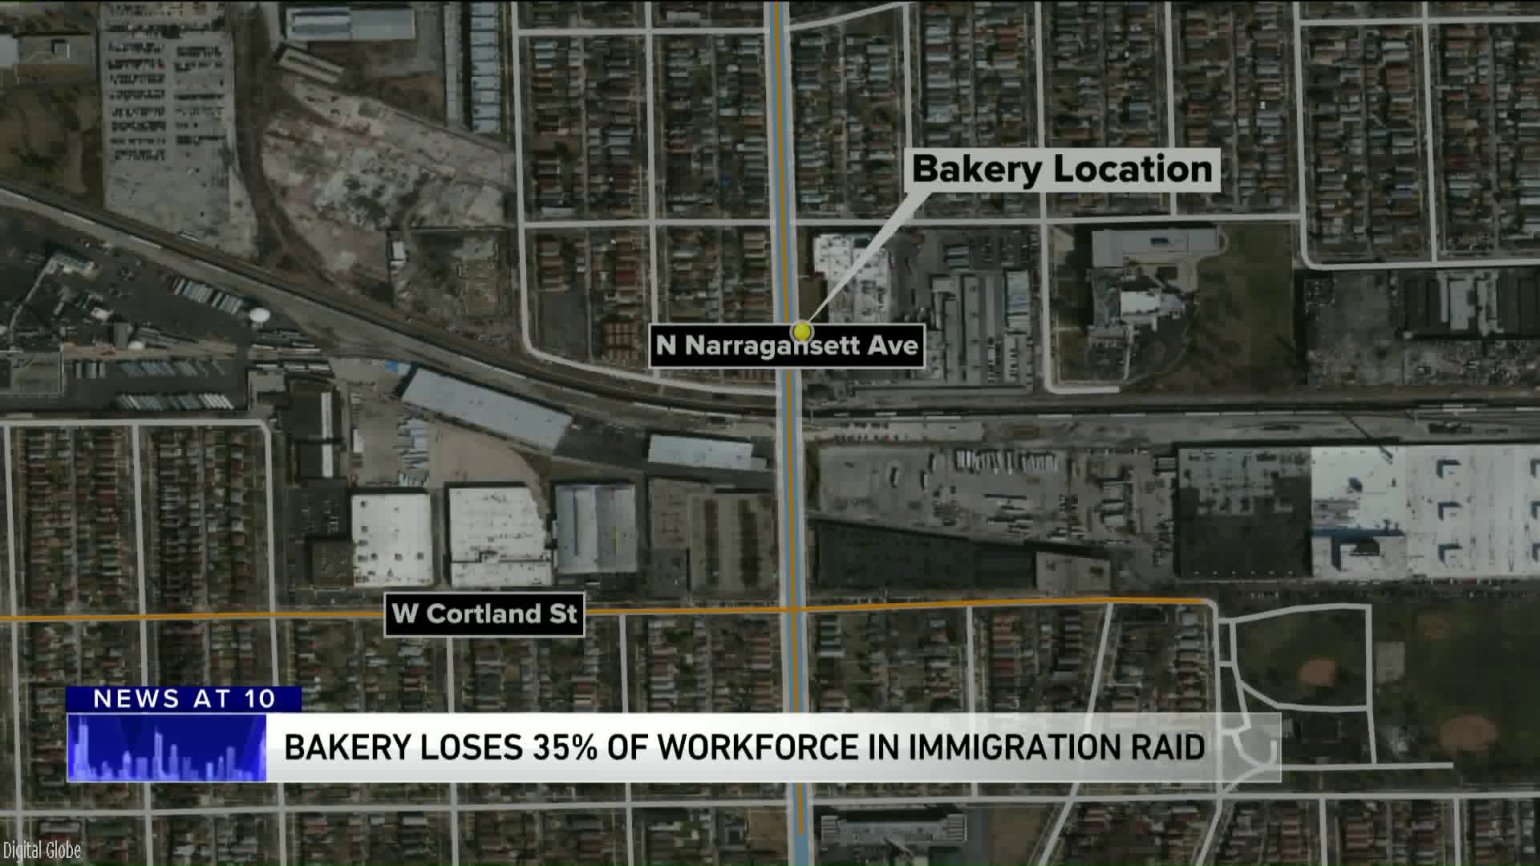 Bakery Location
N Narragansett Ave
W Cortland St
NEWS AT 10
BAKERY LOSES 35% OF WORKFORCE IN IMMIGRATION RAID
Digital Globe